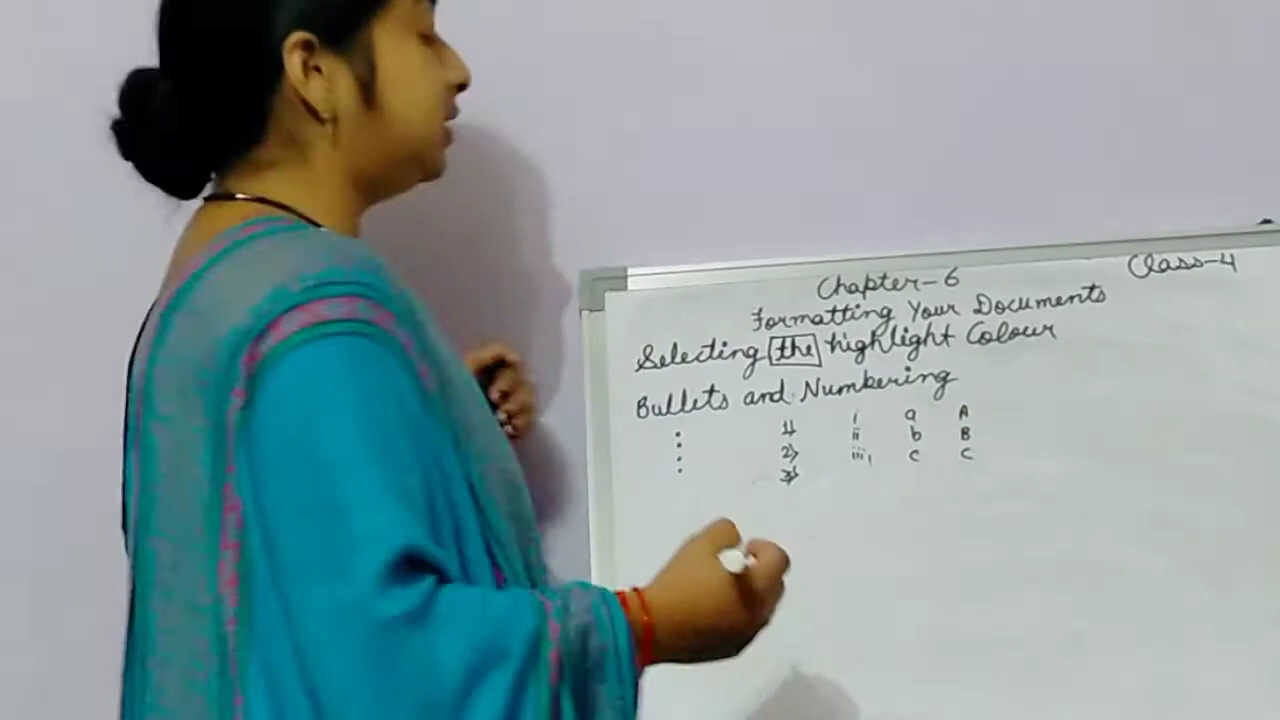 Class-4
Chapter-6
Formatting Your Documents
Selecting the highlight Colour
Bullets and Numbering
• 1) i a A
• 2) ii b B
• 3) iii, c C
•